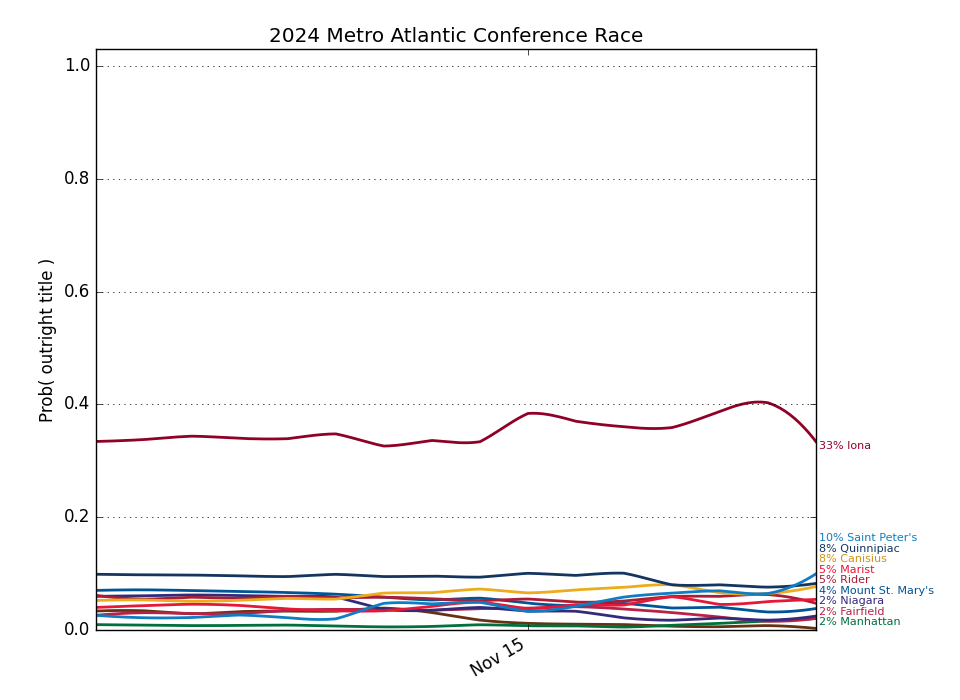 2024 Metro Atlantic Conference Race
1.0
0.8
0.6
0.4
0.2
0.0
Prob( outright title )
Nov 15
33% Iona
10% Saint Peter's
8% Quinnipiac
8% Canisius
5% Marist
5% Rider
4% Mount St. Mary's
2% Niagara
2% Fairfield
2% Manhattan